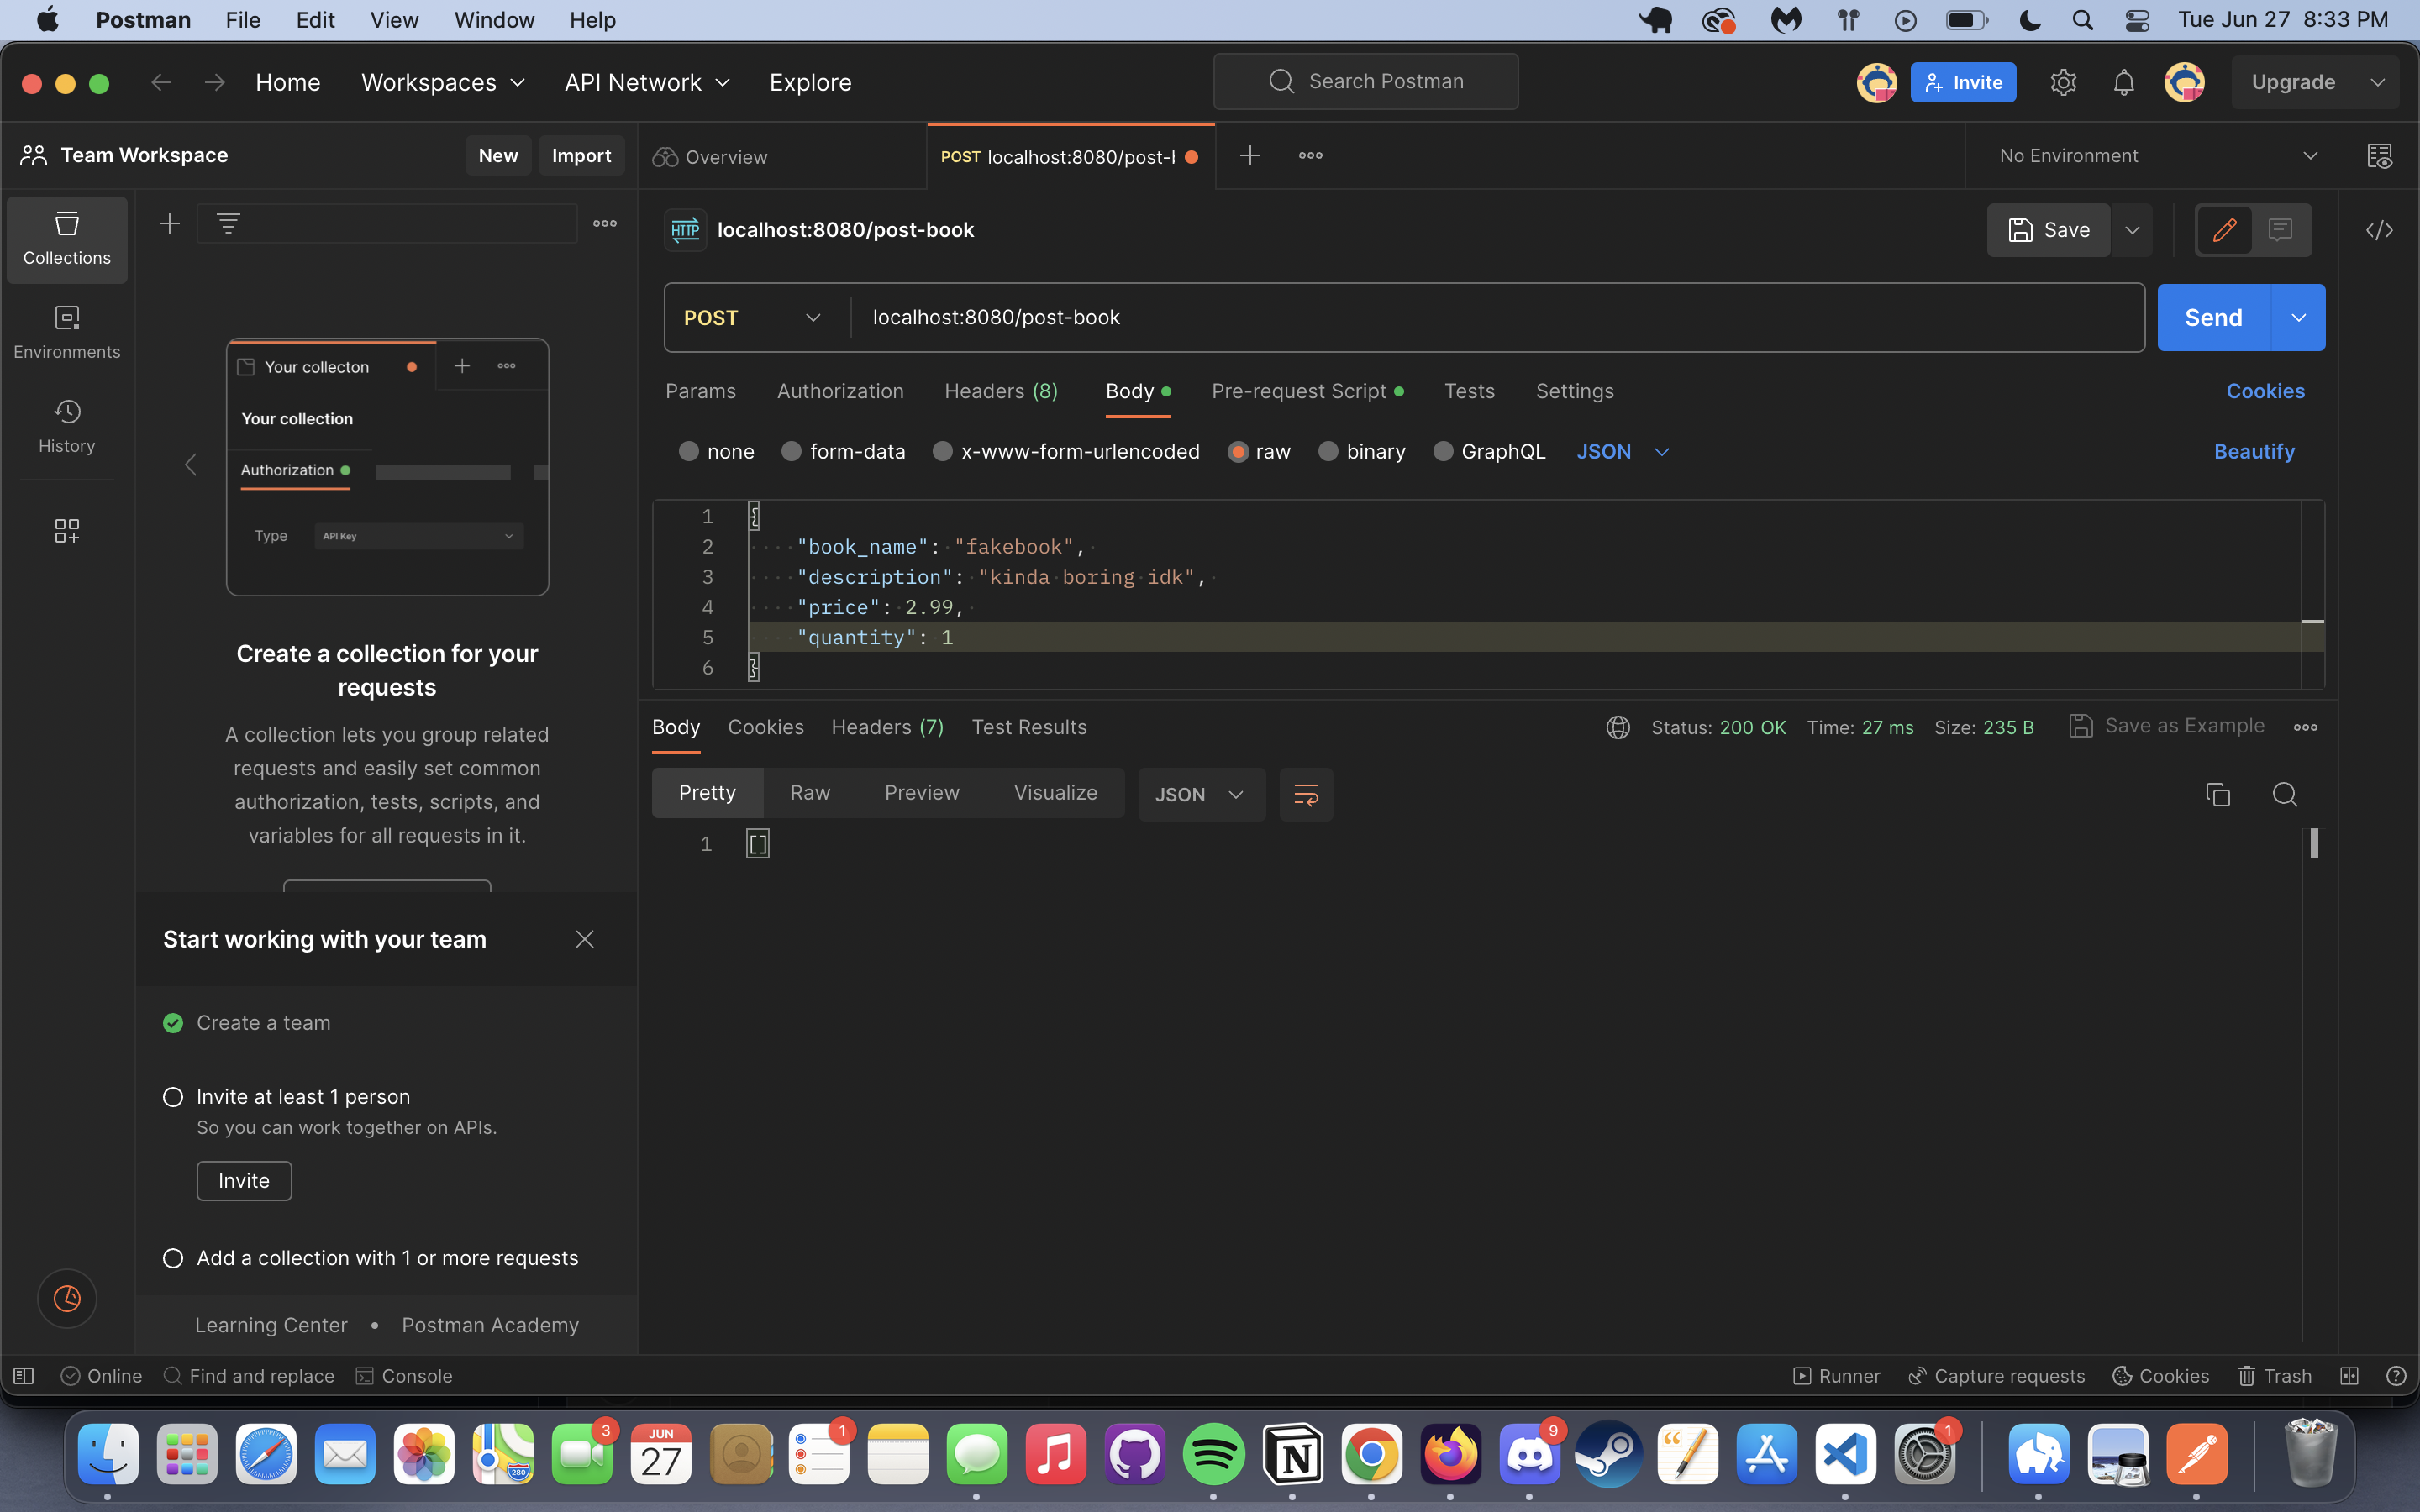 Postman File Edit View Window Help Tue Jun 27 8:33 PM
Home Workspaces API Network Explore Search Postman Invite Upgrade
Team Workspace New Import Overview POST localhost:8080/post-l No Environment
Collections
Environments
History
Your collecton
Your collection
Authorization
Type API Key
Create a collection for your
requests
A collection lets you group related
requests and easily set common
authorization, tests, scripts, and
variables for all requests in it.
Start working with your team
Create a team
Invite at least 1 person
So you can work together on APIs.
Invite
Add a collection with 1 or more requests
Learning Center • Postman Academy
HTTP localhost:8080/post-book Save
POST localhost:8080/post-book Send
Params Authorization Headers (8) Body Pre-request Script Tests Settings Cookies
none form-data x-www-form-urlencoded raw binary GraphQL JSON Beautify
1 {
2 "book_name": "fakebook",
3 "description": "kinda boring idk",
4 "price": 2.99,
5 "quantity": 1
6 }
Body Cookies Headers (7) Test Results Status: 200 OK Time: 27 ms Size: 235 B Save as Example
Pretty Raw Preview Visualize JSON
1 []
Online Find and replace Console Runner Capture requests Cookies Trash
3 JUN 27 1 280 9 1